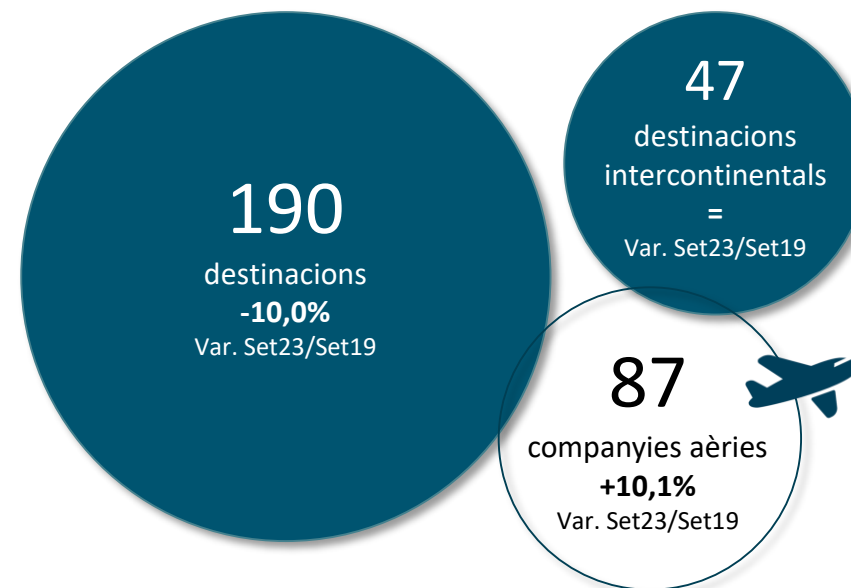 190
destinacions
-10,0%
Var. Set23/Set19
47
destinacions
intercontinentals
=
Var. Set23/Set19
87
companyies aèries
+10,1%
Var. Set23/Set19